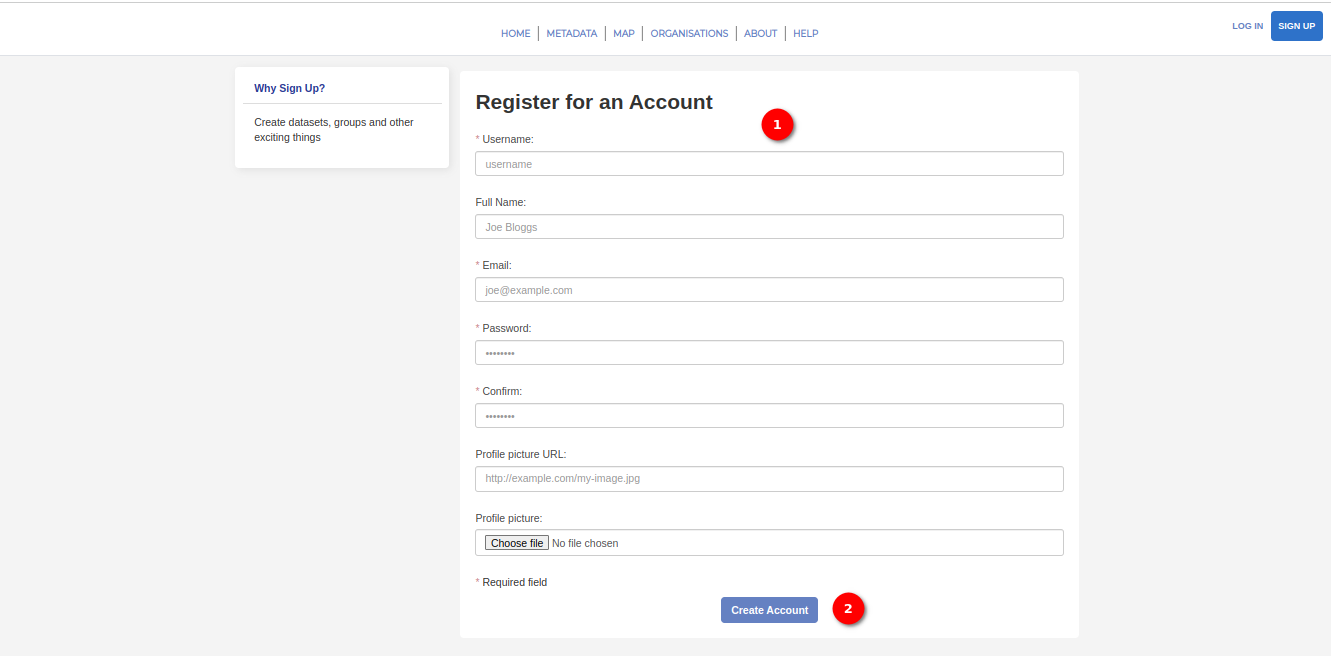 HOME METADATA MAP ORGANISATIONS ABOUT HELP LOG IN SIGN UP
Why Sign Up?
Create datasets, groups and other
exciting things
Register for an Account
1
* Username:
username
Full Name:
Joe Bloggs
* Email:
joe@example.com
* Password:
••••••••
* Confirm:
••••••••
Profile picture URL:
http://example.com/my-image.jpg
Profile picture:
Choose file No file chosen
* Required field
Create Account 2